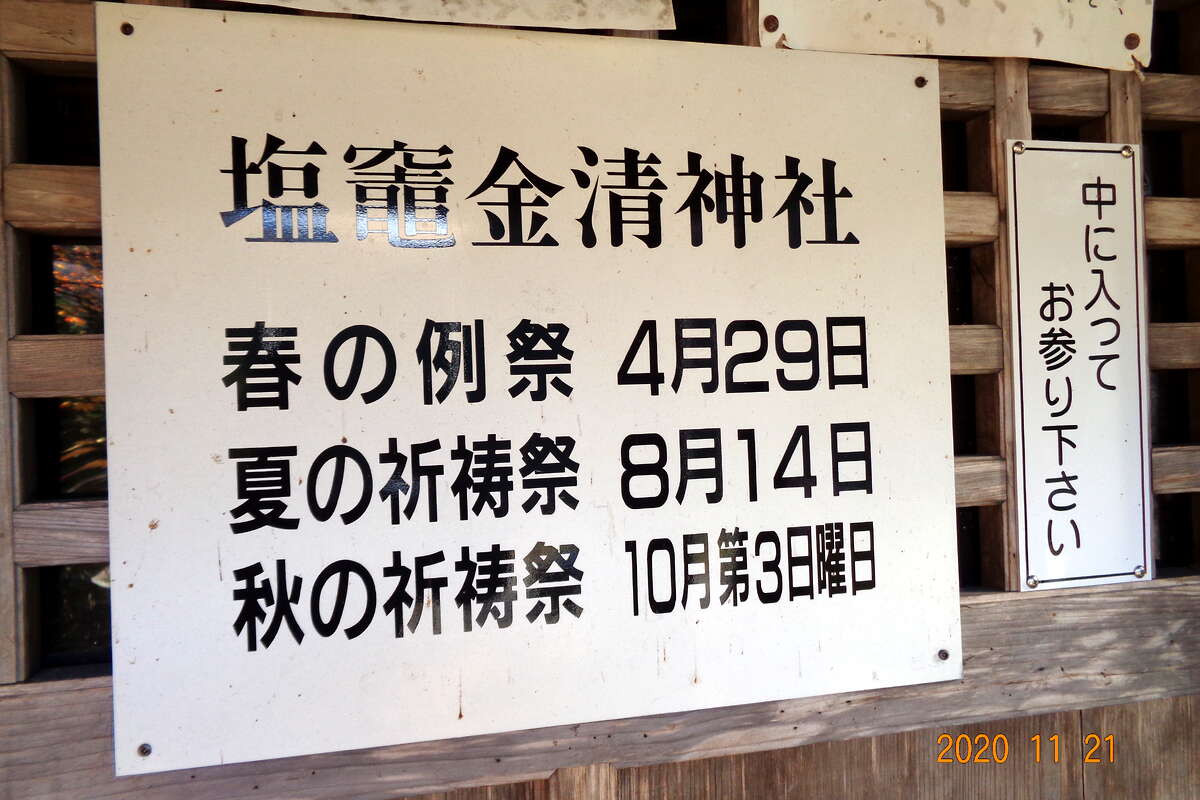 塩竈金清神社
春の例祭 4月29日
夏の祈祷祭 8月14日
秋の祈祷祭 10月第3日曜日
中に入って
お参り下さい
2020 11 21